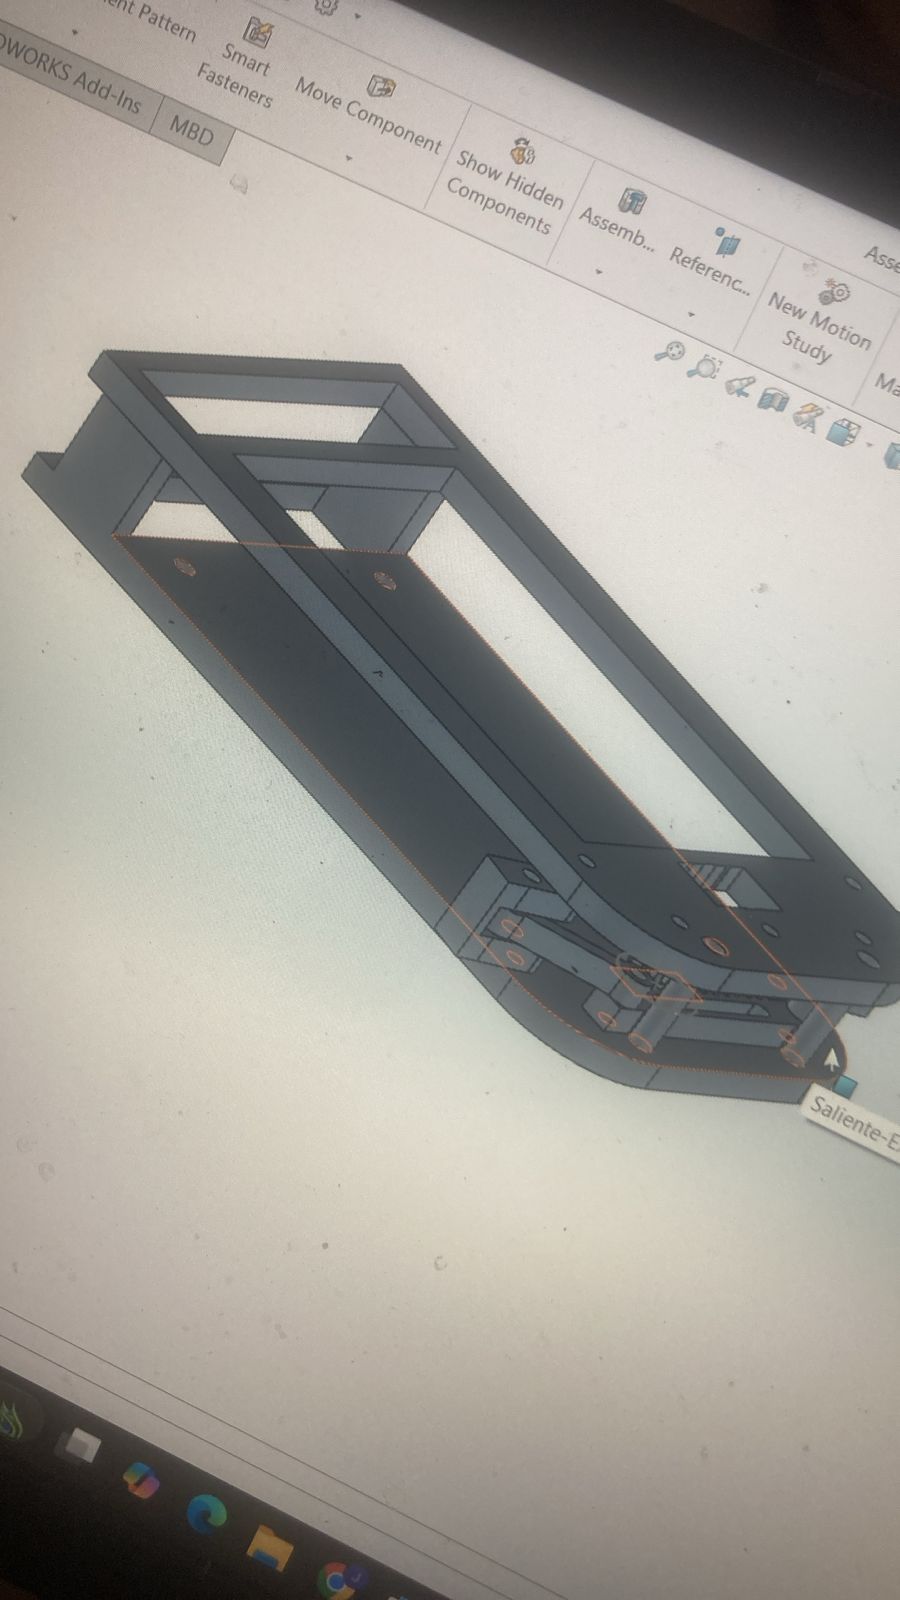 ent Pattern
Smart
Fasteners
Move Component
Show Hidden
Components
Assemb...
Referenc...
New Motion
Study
Asse
Ma
DWORKS Add-Ins
MBD
Saliente-E